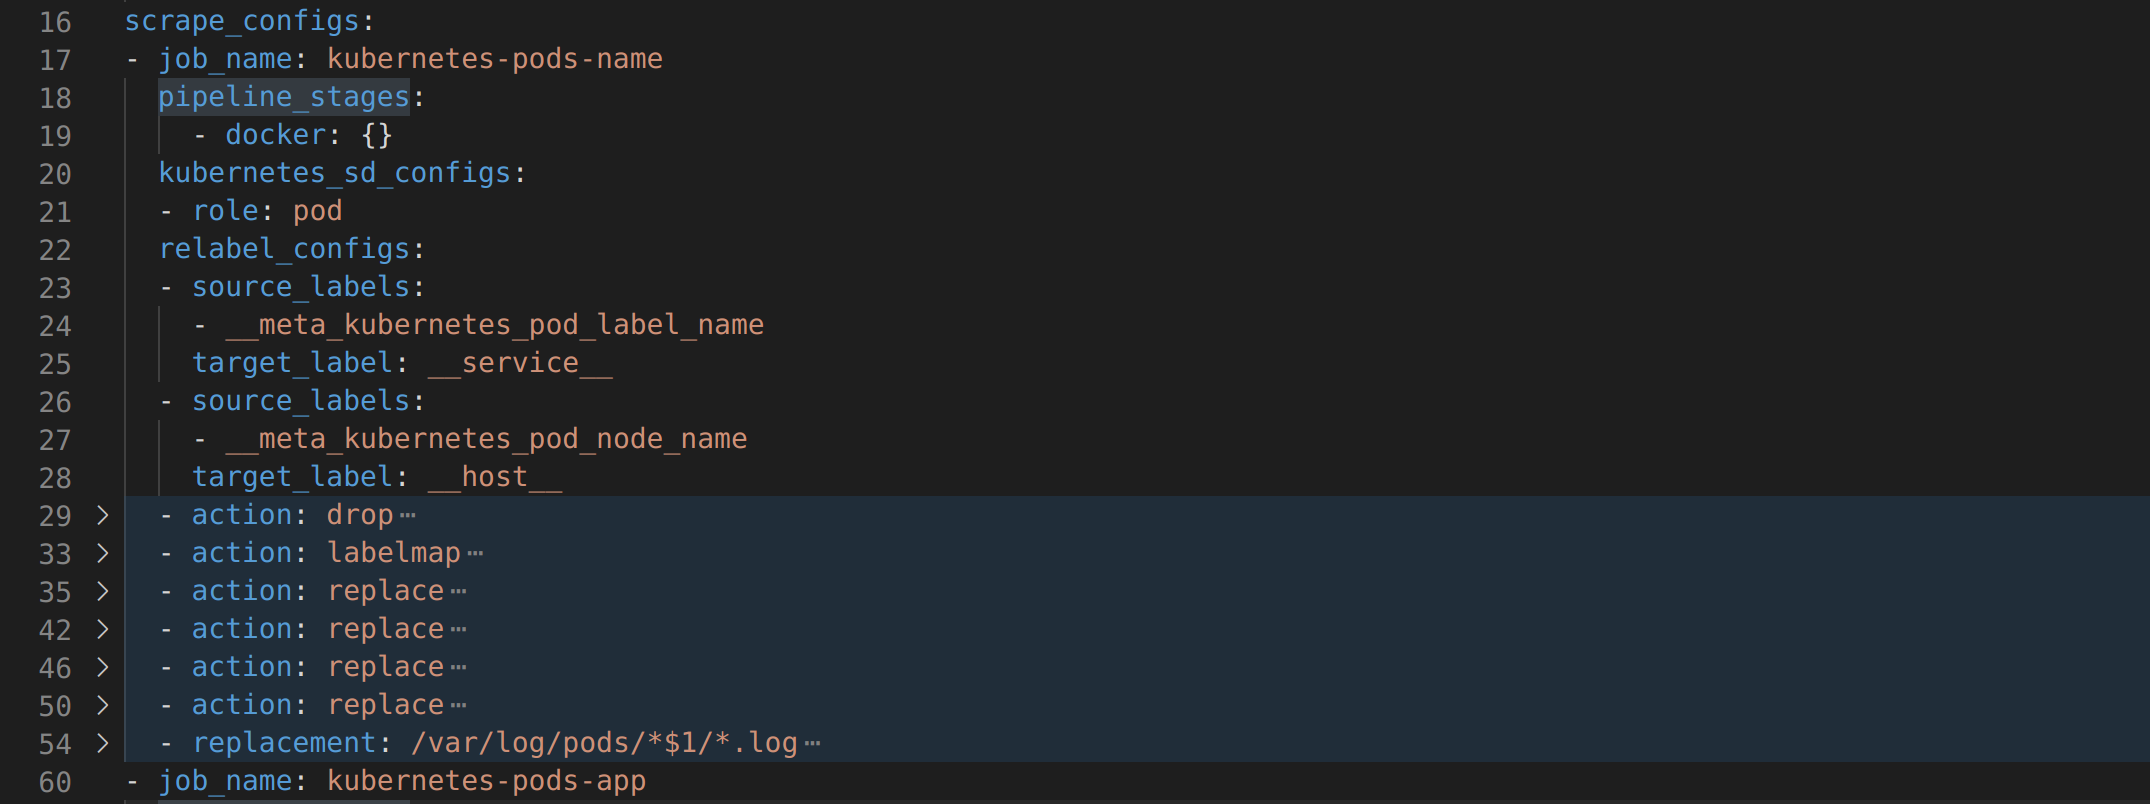 16 scrape_configs:
17 - job_name: kubernetes-pods-name
18 pipeline_stages:
19 - docker: {}
20 kubernetes_sd_configs:
21 - role: pod
22 relabel_configs:
23 - source_labels:
24 - __meta_kubernetes_pod_label_name
25 target_label: __service__
26 - source_labels:
27 - __meta_kubernetes_pod_node_name
28 target_label: __host__
29 > - action: drop…
33 > - action: labelmap…
35 > - action: replace…
42 > - action: replace…
46 > - action: replace…
50 > - action: replace…
54 > - replacement: /var/log/pods/*$1/*.log…
60 - job_name: kubernetes-pods-app